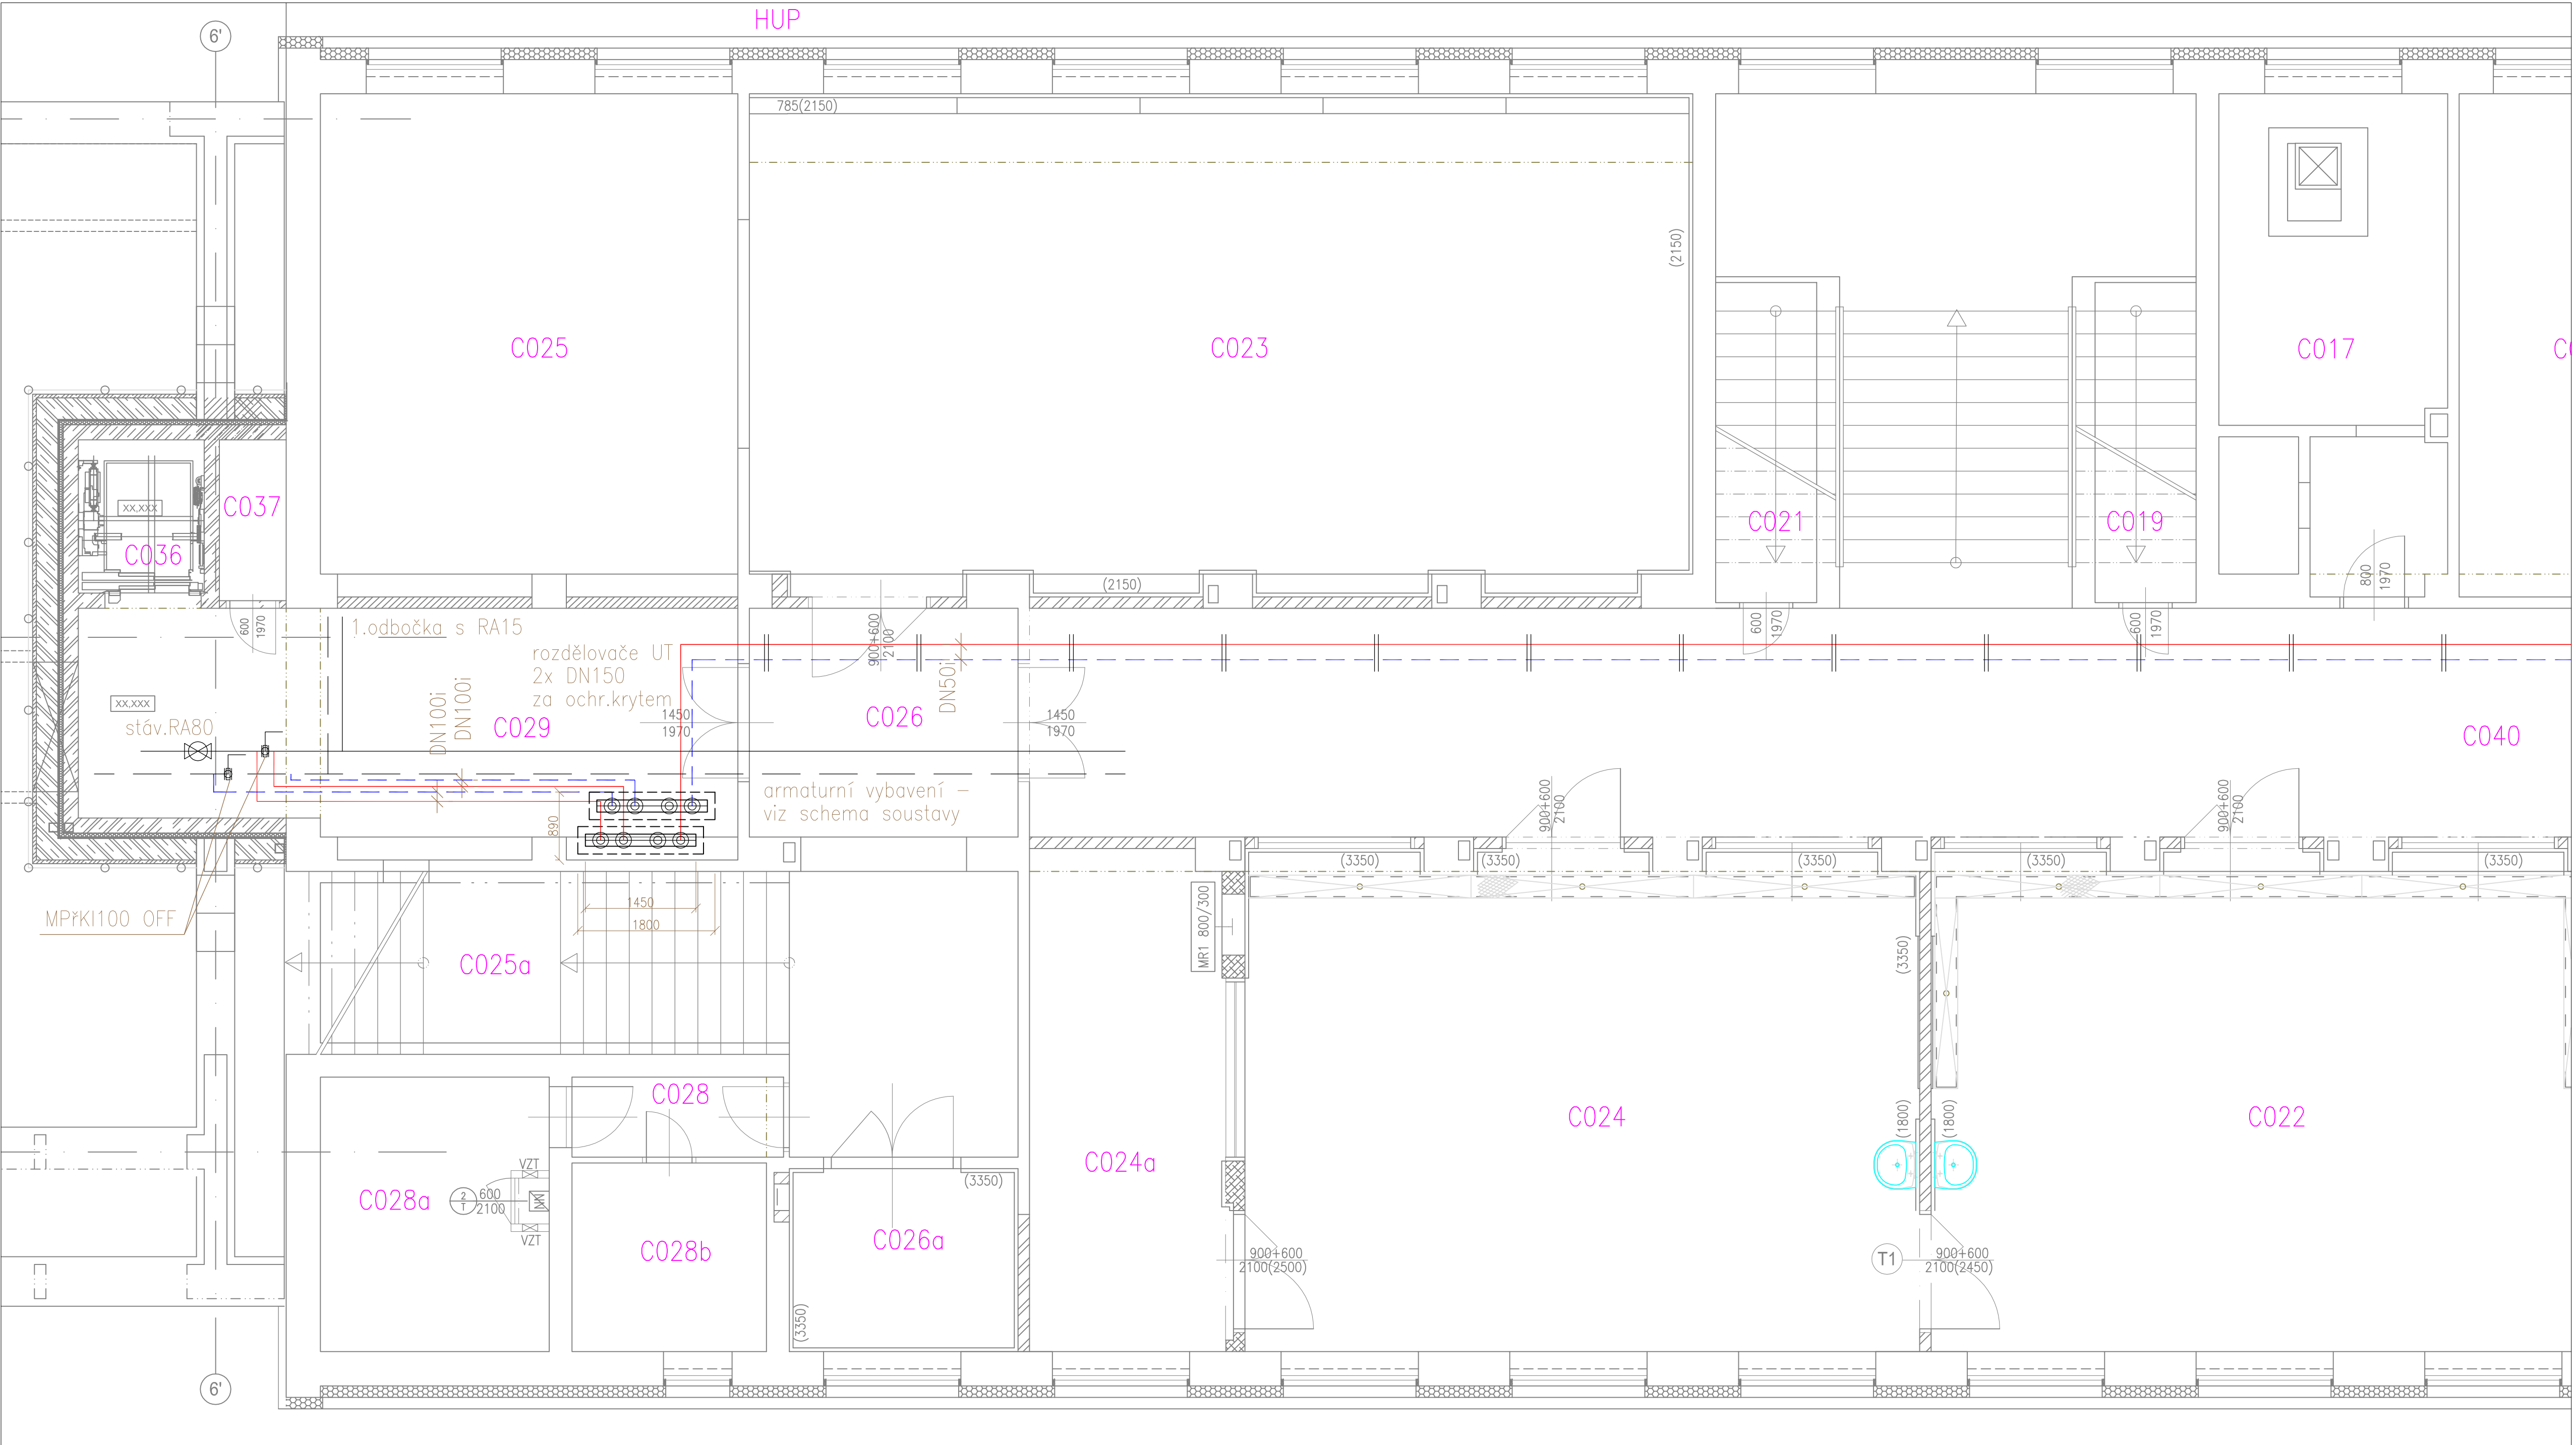 HUP
6'
785(2150)
(2150)
C025
C023
C017
C037
XX,XXX
C036
C021
C019
600
1970
1.odbočka s RA15
rozdělovače UT
2x DN150
za ochr.krytem
900+600
2100
(2150)
600
1970
600
1970
800
1970
XX,XXX
stáv.RA80
DN100i
DN100i
C029
1450
1970
C026
DN50i
1450
1970
C040
armaturní vybavení –
viz schema soustavy
890
900+600
2100
900+600
2100
(3350)
(3350)
(3350)
(3350)
(3350)
MPřKI100 OFF
1450
1800
C025a
MR1 800/300
(3350)
C028
C024
C022
(1800)
(1800)
C024a
VZT
C028a
2
T
600
2100
NN
VZT
(3350)
C028b
C026a
(3350)
900+600
2100(2500)
T1
900+600
2100(2450)
6'